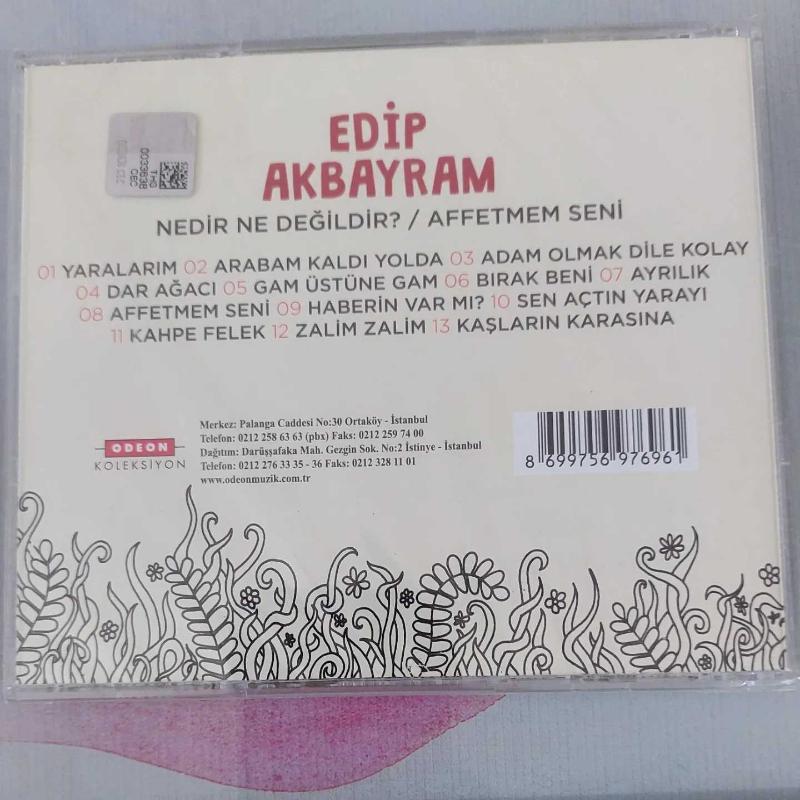 EDİP
AKBAYRAM
NEDİR NE DEĞİLDİR? / AFFETMEM SENİ
01 YARALARIM 02 ARABAM KALDI YOLDA 03 ADAM OLMAK DİLE KOLAY
04 DAR AĞACI 05 GAM ÜSTÜNE GAM 06 BIRAK BENİ 07 AYRILIK
08 AFFETMEM SENİ 09 HABERİN VAR MI? 10 SEN AÇTIN YARAYI
11 KAHPE FELEK 12 ZALİM ZALİM 13 KAŞLARIN KARASINA
ODEON
KOLEKSİYON
Merkez: Palanga Caddesi No:30 Ortaköy - İstanbul
Telefon: 0212 258 63 63 (pbx) Faks: 0212 259 74 00
Dağıtım: Darüşşafaka Mah. Gezgin Sok. No:2 İstinye - İstanbul
Telefon: 0212 276 33 35 - 36 Faks: 0212 328 11 01
www.odeonmuzik.com.tr
8 699756 976961